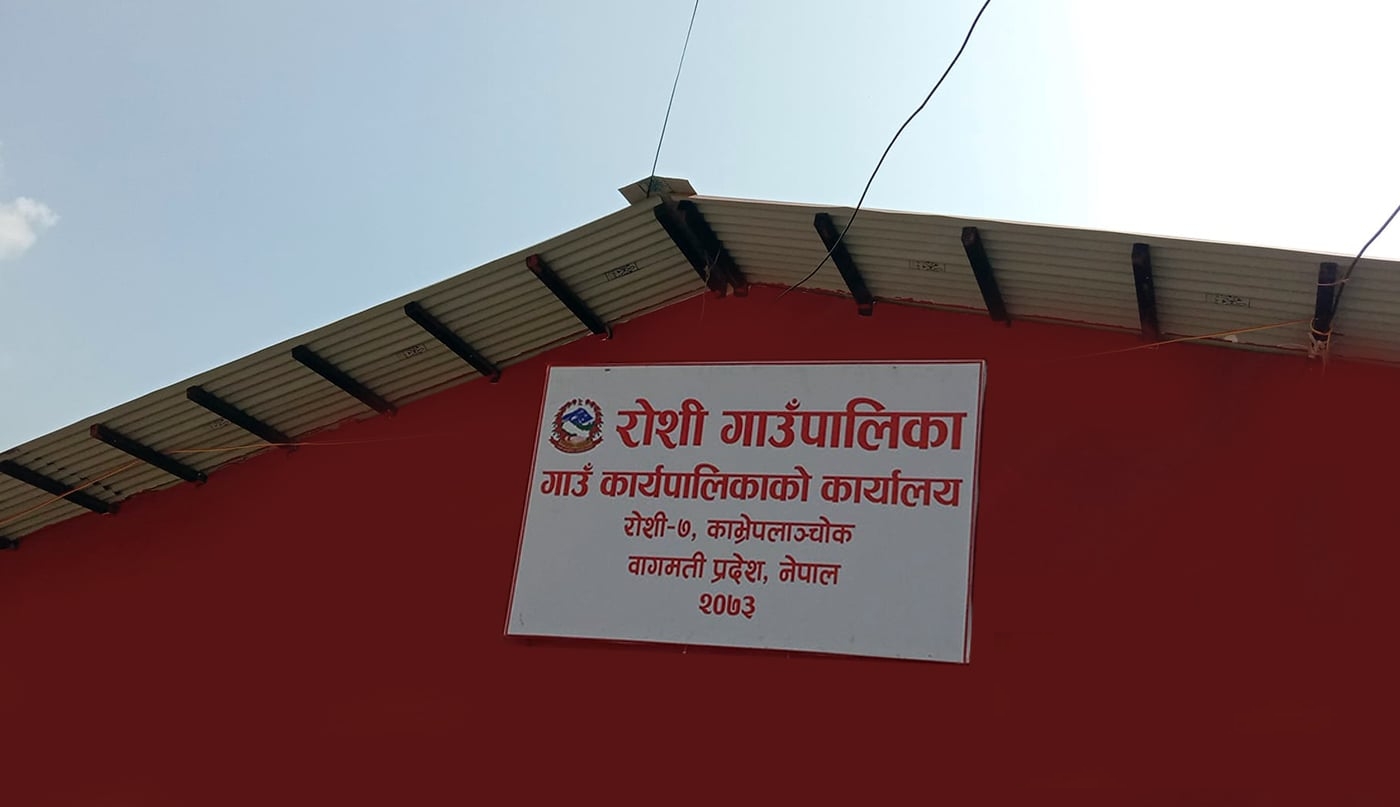 रोशी गाउँपालिका
गाउँ कार्यपालिकाको कार्यालय
रोशी-७, काभ्रेपलाञ्चोक
वागमती प्रदेश, नेपाल
२०७३